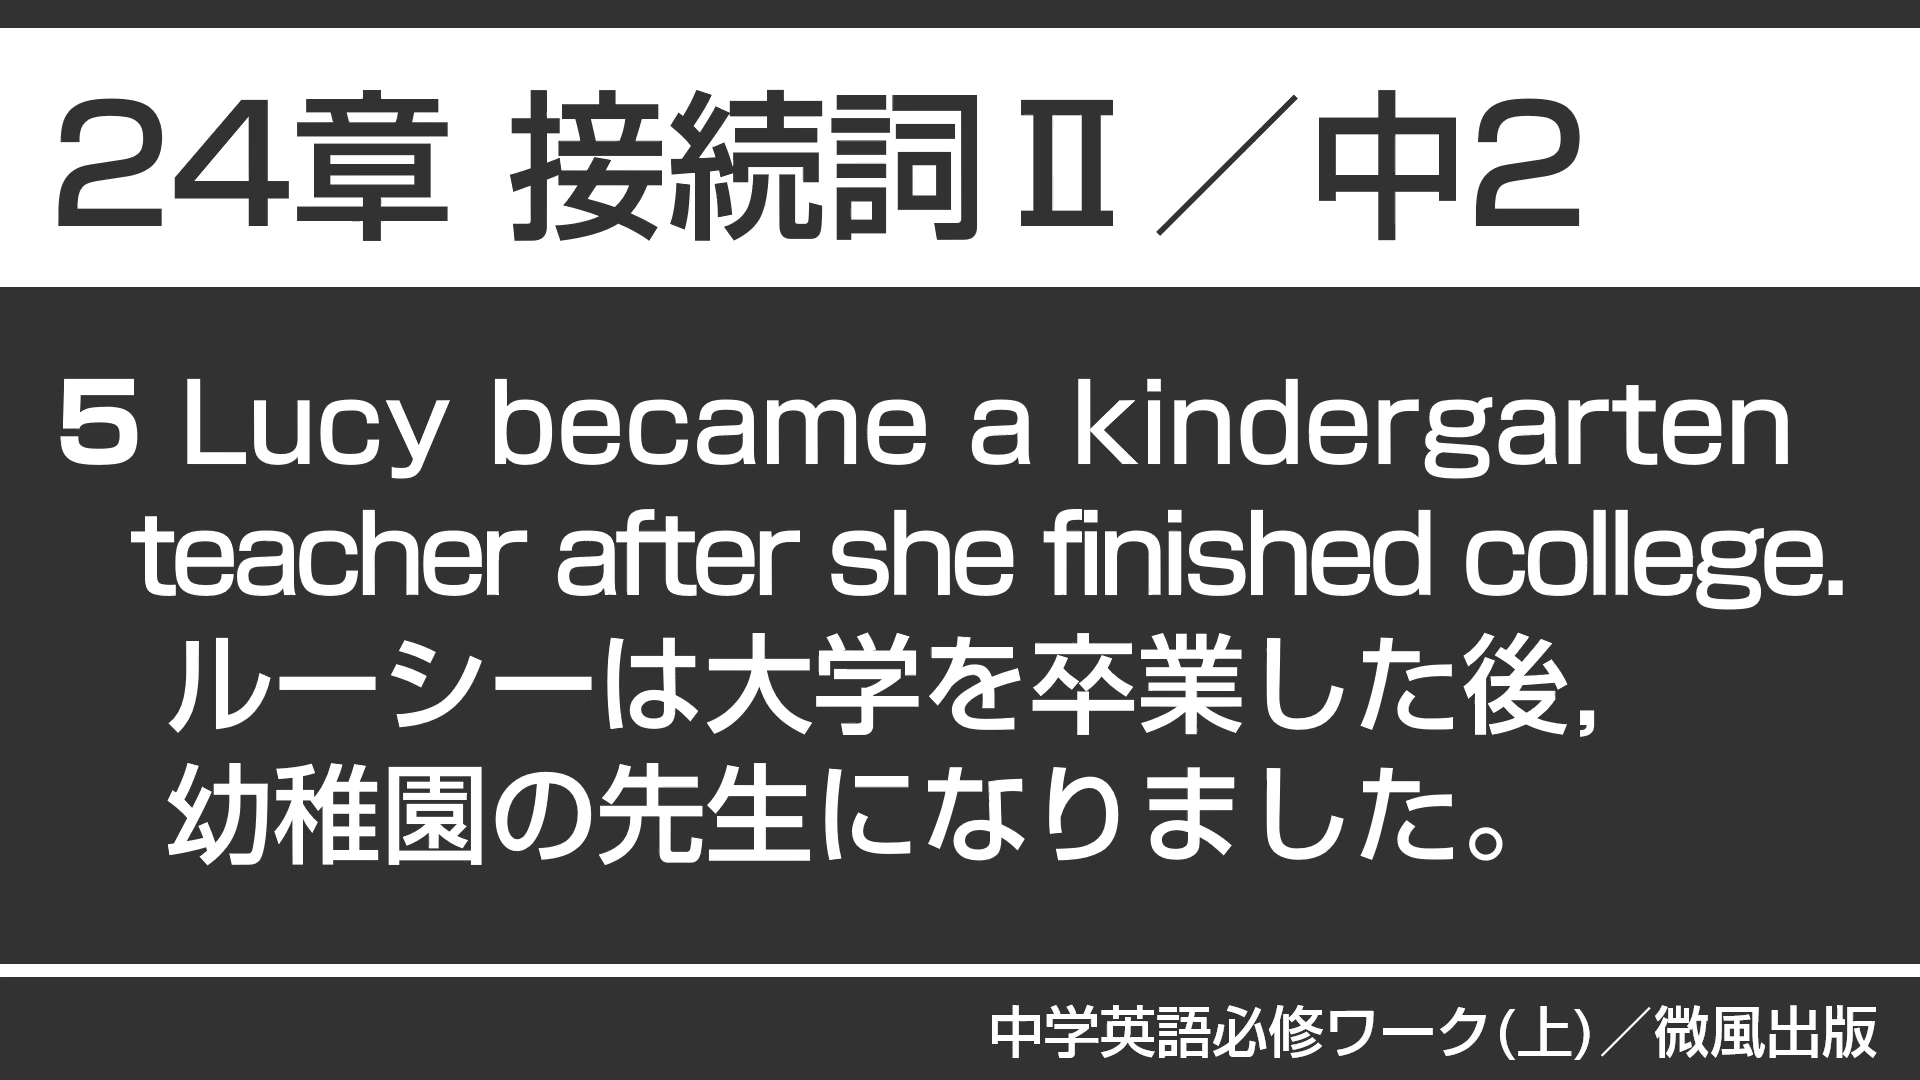 24章 接続詞Ⅱ／中2
5 Lucy became a kindergarten
teacher after she finished college.
ルーシーは大学を卒業した後,
幼稚園の先生になりました。
中学英語必修ワーク(上)／微風出版